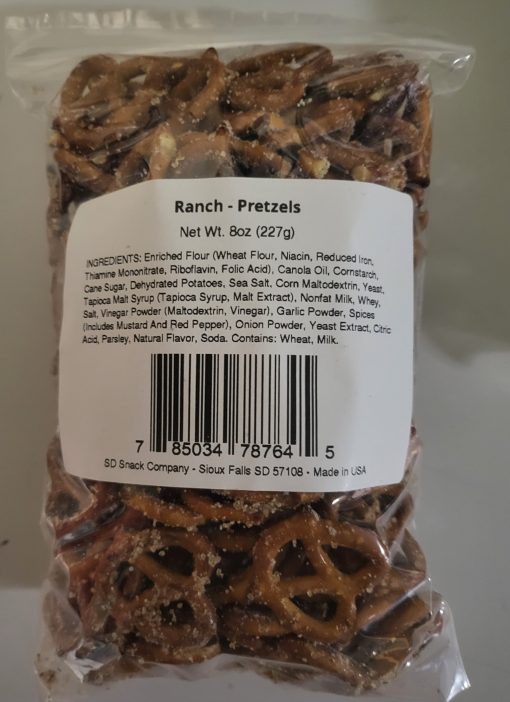 Ranch - Pretzels
Net Wt. 8oz (227g)
INGREDIENTS: Enriched Flour (Wheat Flour, Niacin, Reduced Iron,
Thiamine Mononitrate, Riboflavin, Folic Acid), Canola Oil, Cornstarch,
Cane Sugar, Dehydrated Potatoes, Sea Salt, Corn Maltodextrin, Yeast,
Tapioca Malt Syrup (Tapioca Syrup, Malt Extract), Nonfat Milk, Whey,
Salt, Vinegar Powder (Maltodextrin, Vinegar), Garlic Powder, Spices
(Includes Mustard And Red Pepper), Onion Powder, Yeast Extract, Citric
Acid, Parsley, Natural Flavor, Soda. Contains: Wheat, Milk.
7 85034 78764 5
SD Snack Company - Sioux Falls SD 57108 - Made in USA